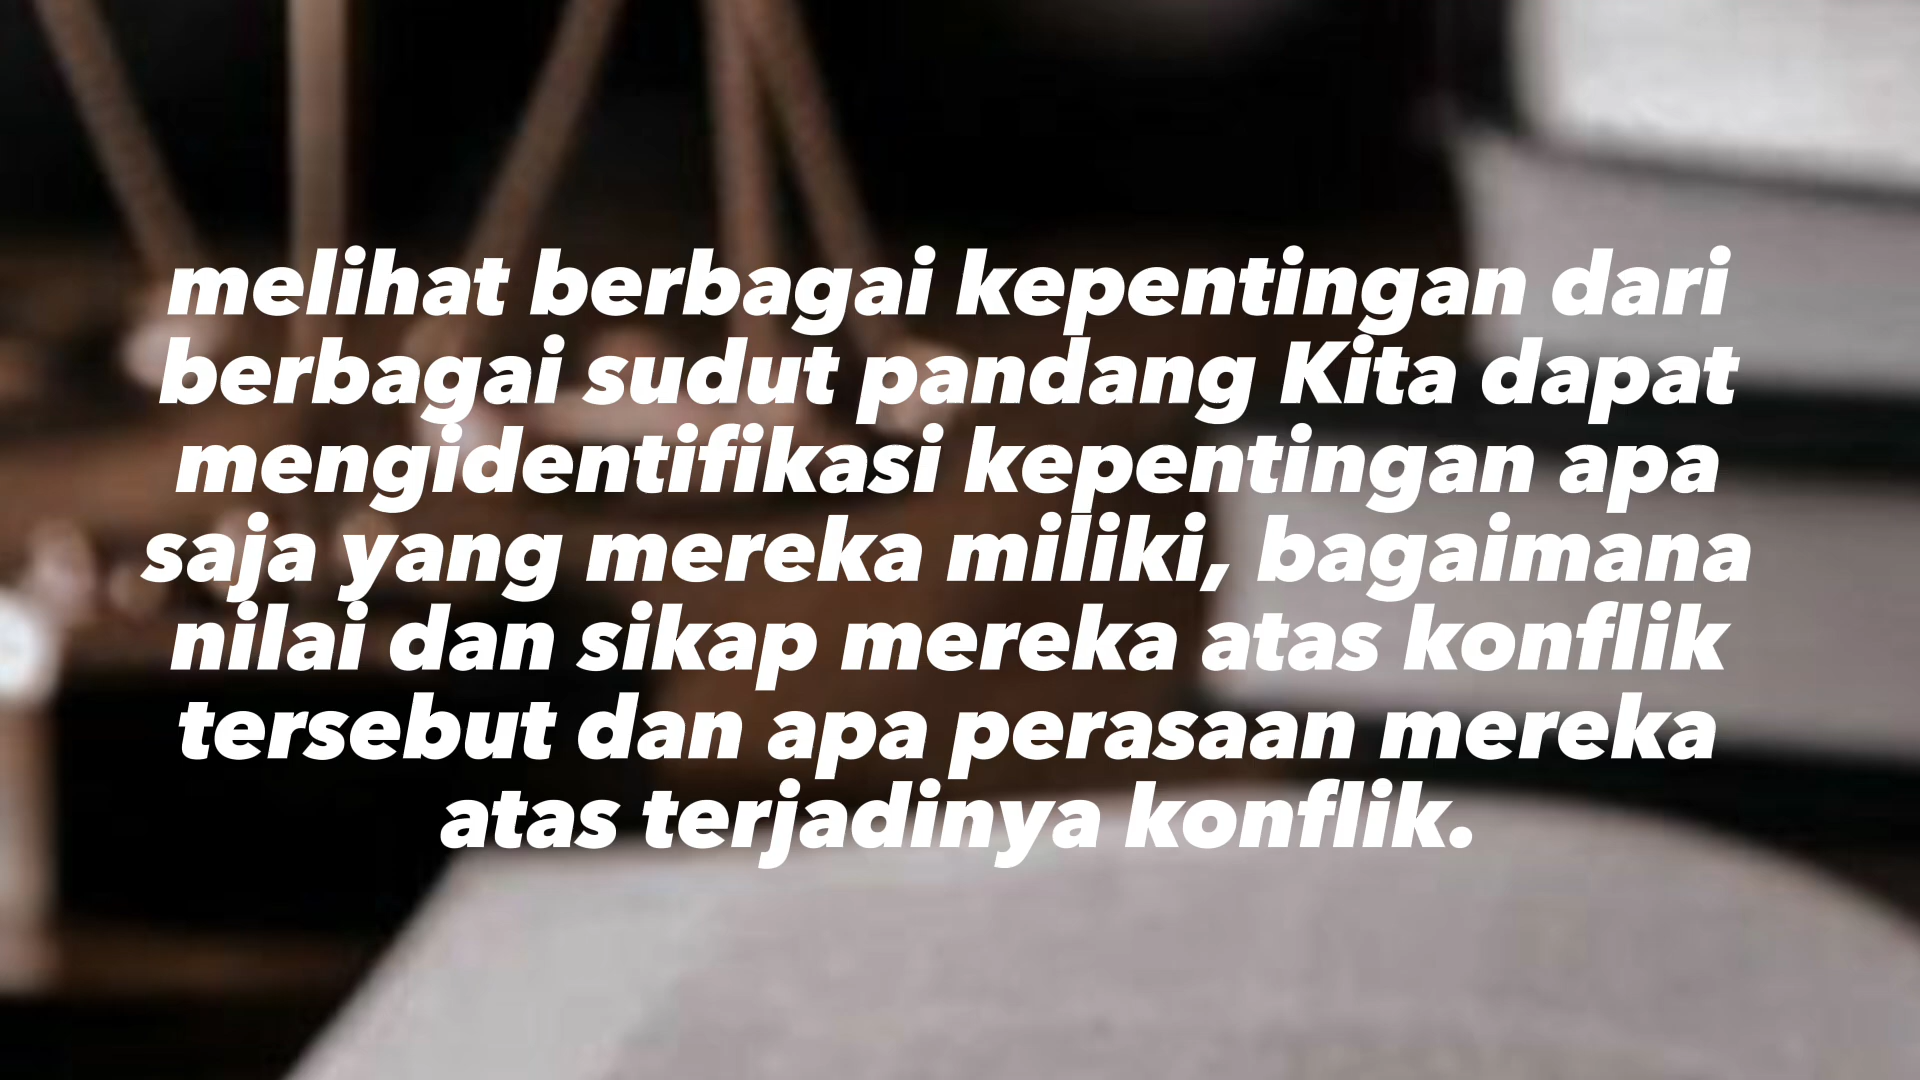 melihat berbagai kepentingan dari
berbagai sudut pandang Kita dapat
mengidentifikasi kepentingan apa
saja yang mereka miliki, bagaimana
nilai dan sikap mereka atas konflik
tersebut dan apa perasaan mereka
atas terjadinya konflik.